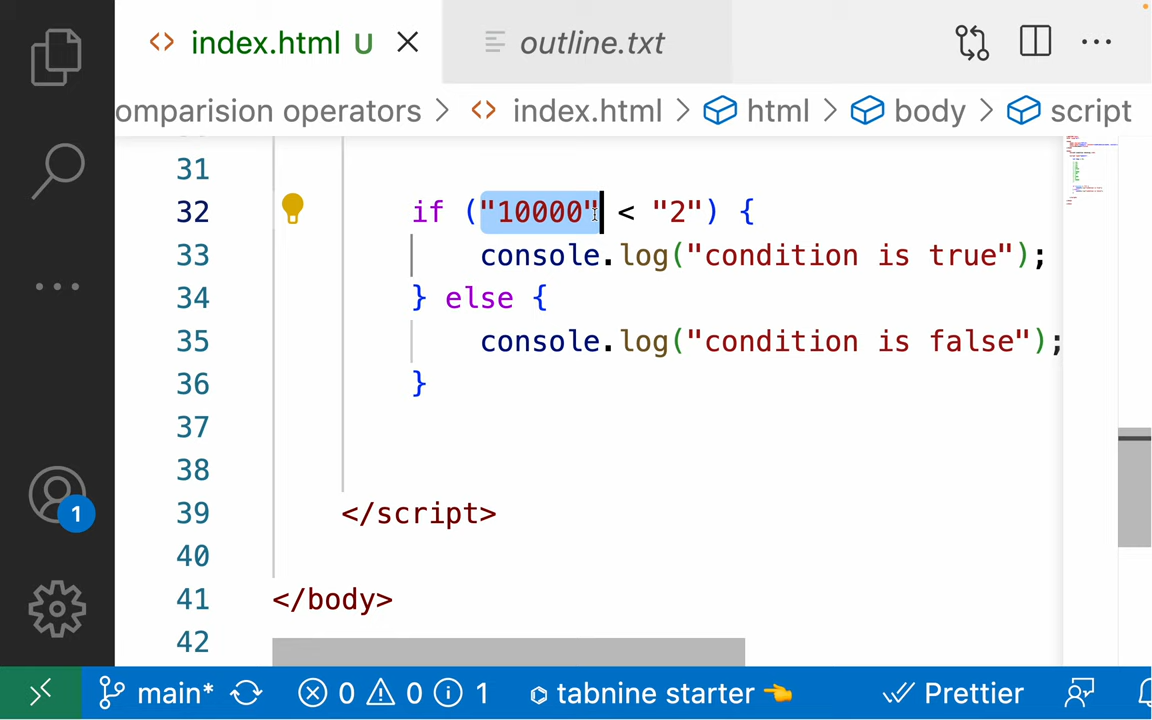 index.html U
outline.txt
omparision operators > index.html > html > body > script
31
32 if ("10000" < "2") {
33 console.log("condition is true");
34 } else {
35 console.log("condition is false");
36 }
37
38
39 </script>
40
41 </body>
42
1
main* 0 0 1 tabnine starter Prettier